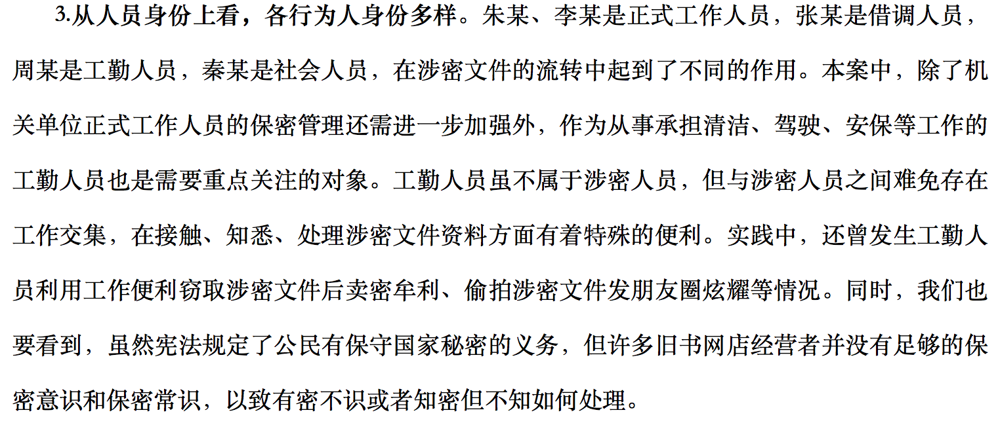 3.从人员身份上看，各行为人身份多样。朱某、李某是正式工作人员，张某是借调人员，
周某是工勤人员，秦某是社会人员，在涉密文件的流转中起到了不同的作用。本案中，除了机
关单位正式工作人员的保密管理还需进一步加强外，作为从事承担清洁、驾驶、安保等工作的
工勤人员也是需要重点关注的对象。工勤人员虽不属于涉密人员，但与涉密人员之间难免存在
工作交集，在接触、知悉、处理涉密文件资料方面有着特殊的便利。实践中，还曾发生工勤人
员利用工作便利窃取涉密文件后卖密牟利、偷拍涉密文件发朋友圈炫耀等情况。同时，我们也
要看到，虽然宪法规定了公民有保守国家秘密的义务，但许多旧书网店经营者并没有足够的保
密意识和保密常识，以致有密不识或者知密但不知如何处理。